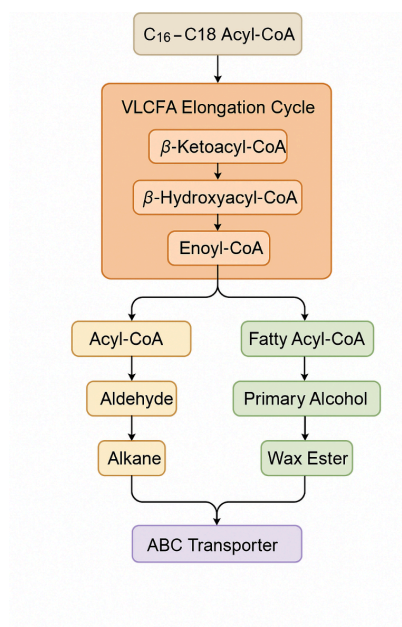 C₁₆–C18 Acyl-CoA
VLCFA Elongation Cycle
β-Ketoacyl-CoA
β-Hydroxyacyl-CoA
Enoyl-CoA
Acyl-CoA
Fatty Acyl-CoA
Aldehyde
Primary Alcohol
Alkane
Wax Ester
ABC Transporter